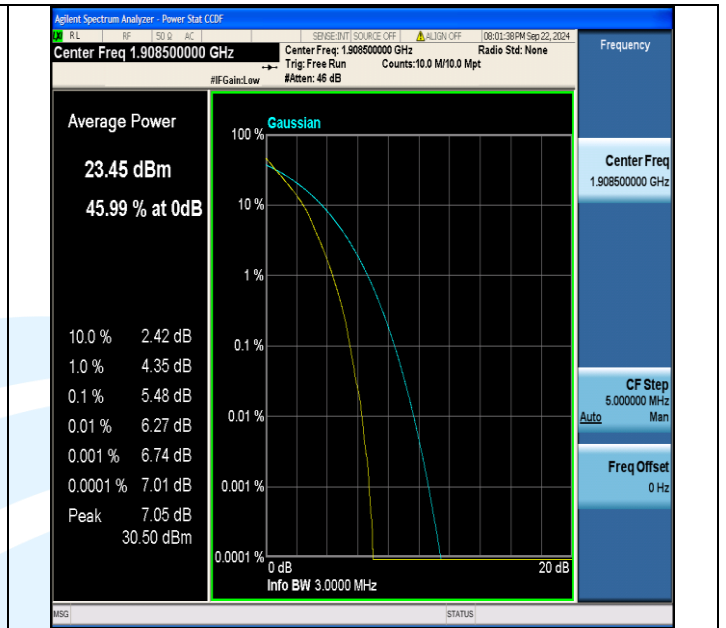 Agilent Spectrum Analyzer - Power Stat CCDF
RL RF 50 Ω AC SENSE:INT SOURCE OFF ALIGN OFF 08:01:38PM Sep 22, 2024
Center Freq 1.908500000 GHz
Center Freq: 1.908500000 GHz Radio Std: None
Trig: Free Run Counts:10.0 M/10.0 Mpt
#IFGain:Low #Atten: 46 dB
Frequency
Average Power
23.45 dBm
45.99 % at 0dB
10.0 % 2.42 dB
1.0 % 4.35 dB
0.1 % 5.48 dB
0.01 % 6.27 dB
0.001 % 6.74 dB
0.0001 % 7.01 dB
Peak 7.05 dB
30.50 dBm
Gaussian
100 %
10 %
1 %
0.1 %
0.01 %
0.001 %
0.0001 %
0 dB 20 dB
Info BW 3.0000 MHz
Center Freq
1.908500000 GHz
CF Step
5.000000 MHz
Auto Man
Freq Offset
0 Hz
MSG STATUS